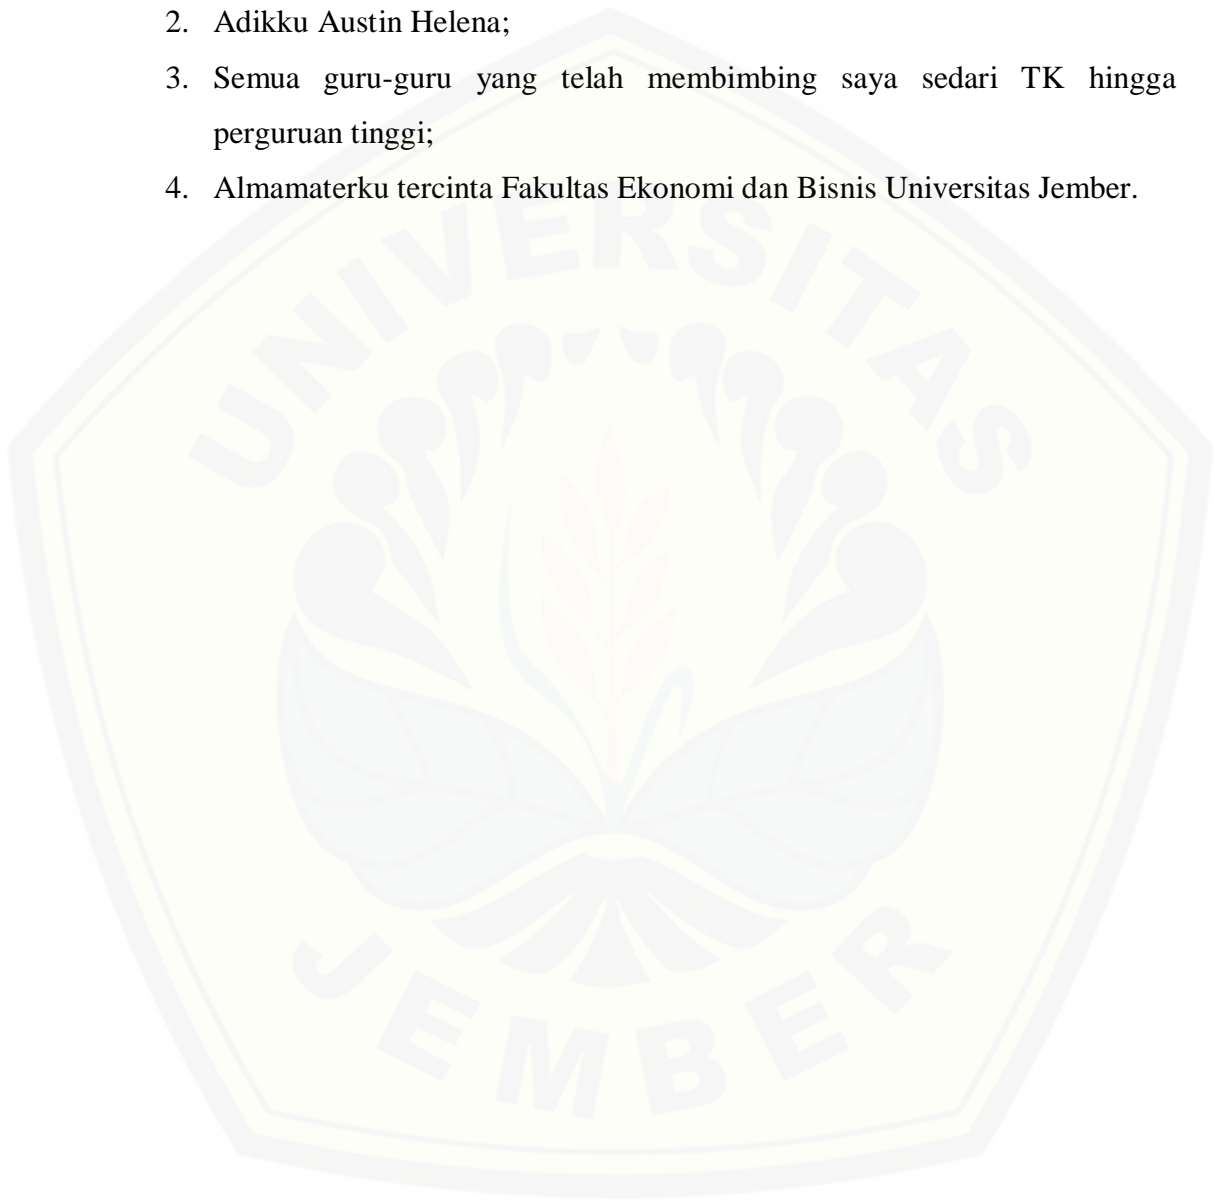 2. Adikku Austin Helena;
3. Semua guru-guru yang telah membimbing saya sedari TK hingga
perguruan tinggi;
4. Almamaterku tercinta Fakultas Ekonomi dan Bisnis Universitas Jember.
UNIVERSITAS
JEMBER